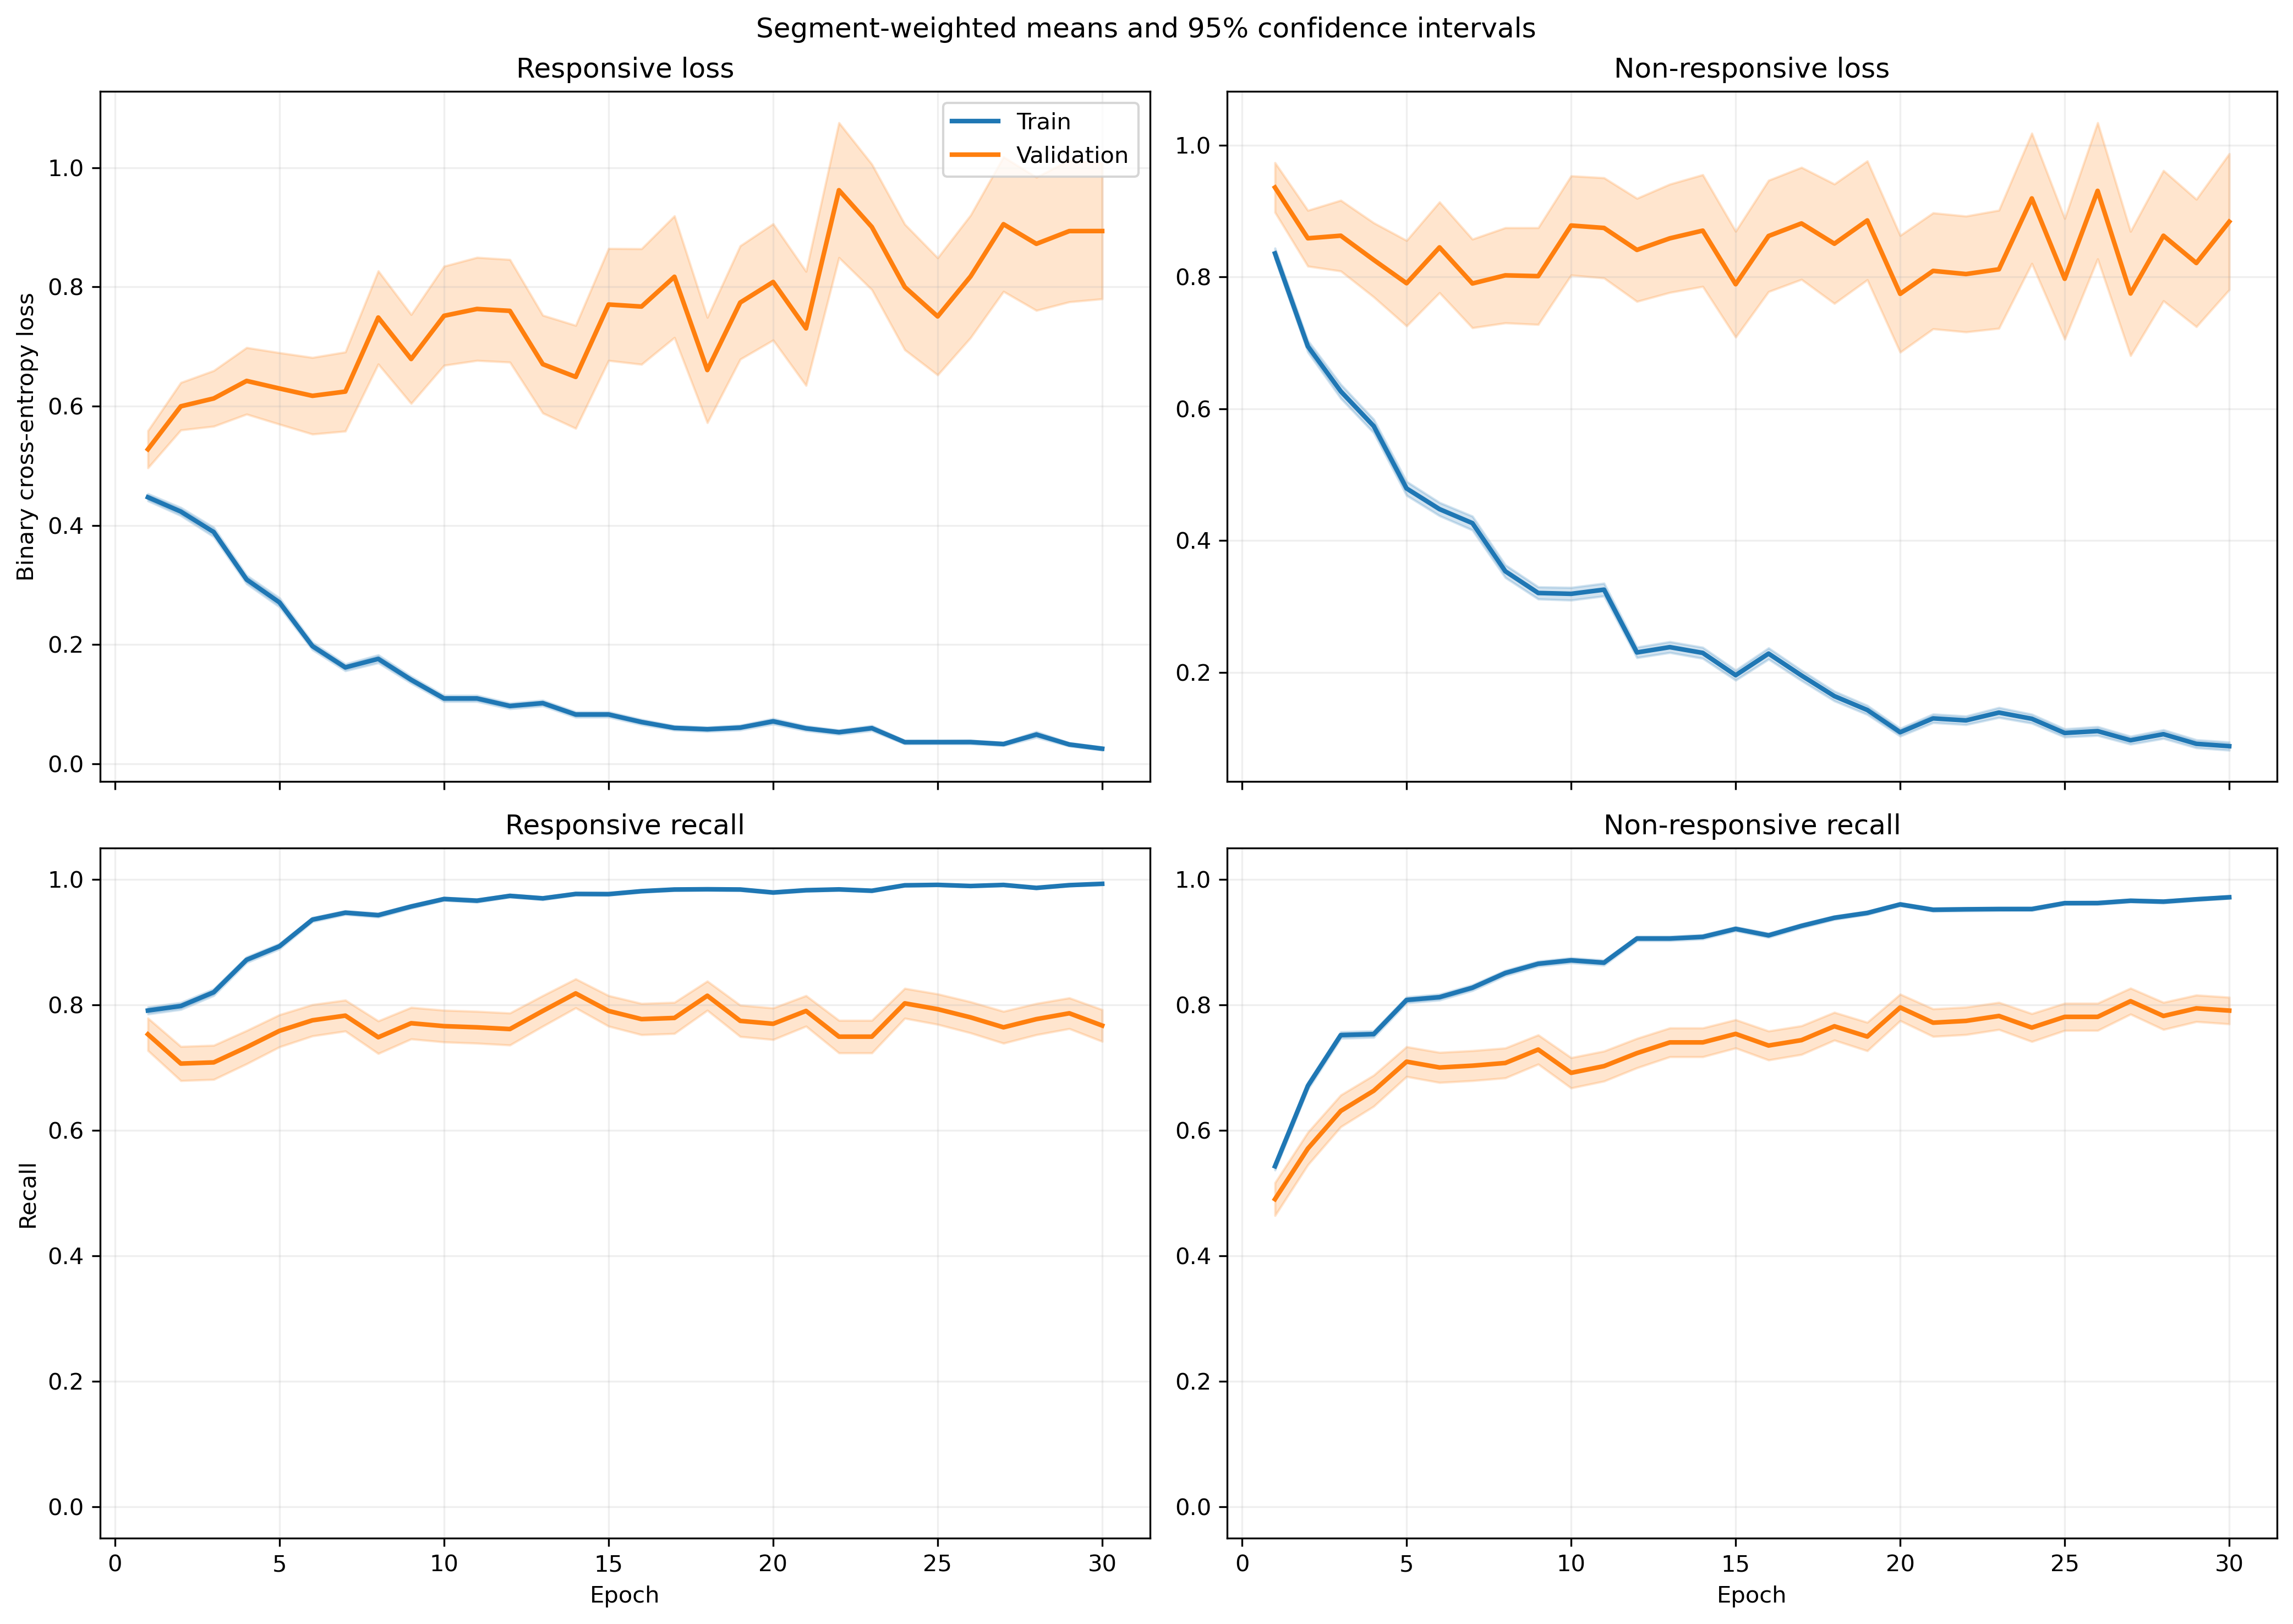 Segment-weighted means and 95% confidence intervals
Responsive loss
Non-responsive loss
Train
Validation
Binary cross-entropy loss
1.0
0.8
0.6
0.4
0.2
0.0
1.0
0.8
0.6
0.4
0.2
Responsive recall
Non-responsive recall
Recall
1.0
0.8
0.6
0.4
0.2
0.0
0 5 10 15 20 25 30
Epoch
1.0
0.8
0.6
0.4
0.2
0.0
0 5 10 15 20 25 30
Epoch